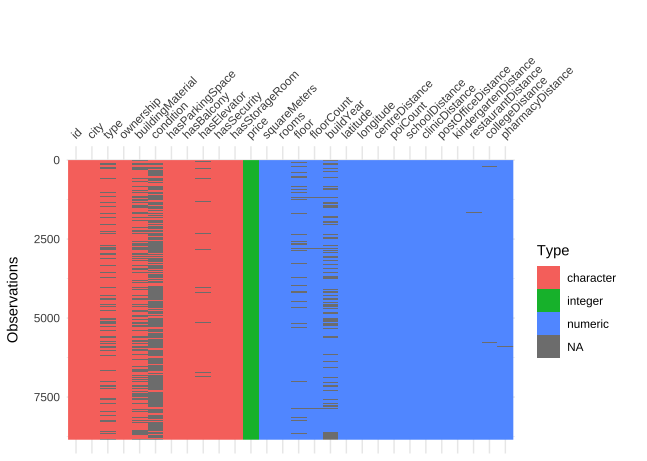 id
city
type
ownership
buildingMaterial
condition
hasParkingSpace
hasBalcony
hasElevator
hasSecurity
hasStorageRoom
price
squareMeters
rooms
floor
floorCount
buildYear
latitude
longitude
centreDistance
poiCount
schoolDistance
clinicDistance
postOfficeDistance
kindergartenDistance
restaurantDistance
collegeDistance
pharmacyDistance
0
2500
5000
7500
Observations
Type
character
integer
numeric
NA